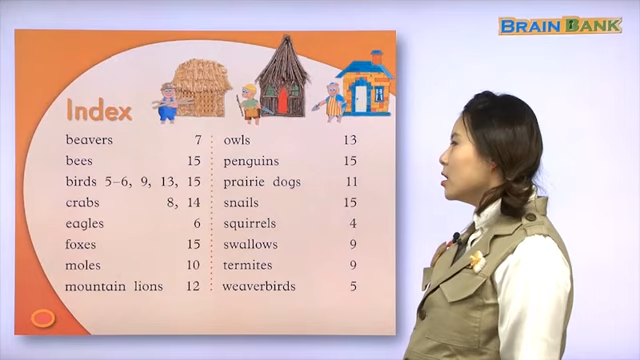 BRAIN BANK
Index
beavers 7
bees 15
birds 5–6, 9, 13, 15
crabs 8, 14
eagles 6
foxes 15
moles 10
mountain lions 12
owls 13
penguins 15
prairie dogs 11
snails 15
squirrels 4
swallows 9
termites 9
weaverbirds 5